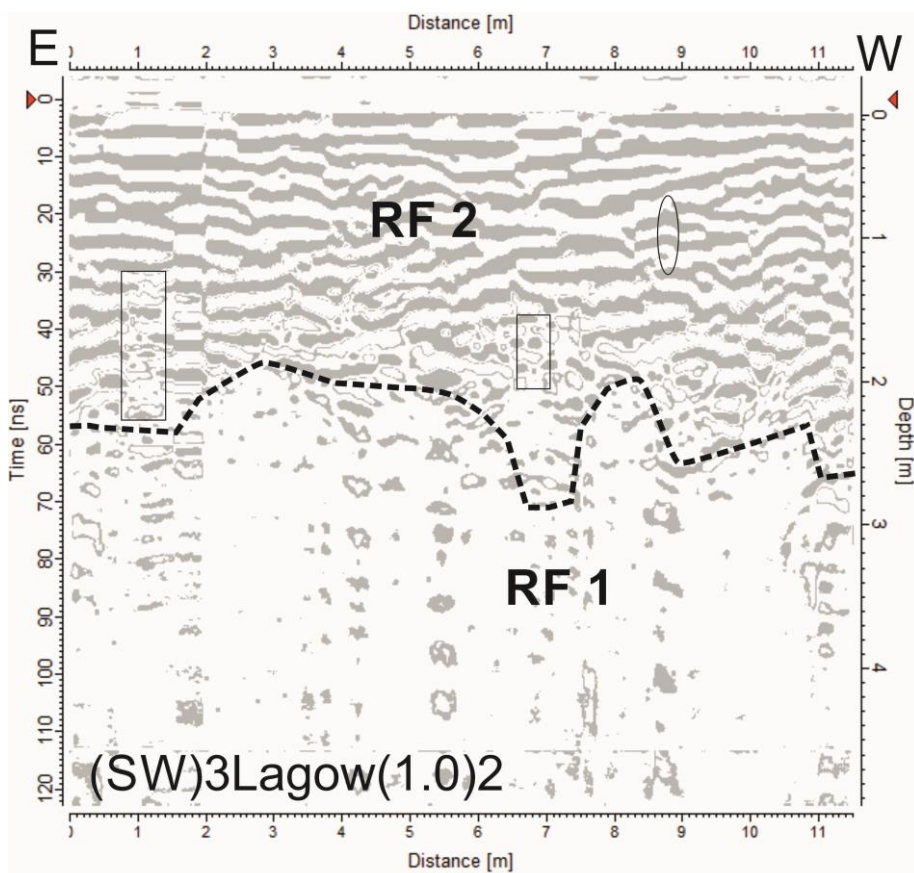 Distance [m]
E
W
0 1 2 3 4 5 6 7 8 9 10 11
Time [ns]
0
10
20
30
40
50
60
70
80
90
100
110
120
Depth [m]
0
1
2
3
4
RF 2
RF 1
(SW)3Lagow(1.0)2
0 1 2 3 4 5 6 7 8 9 10 11
Distance [m]